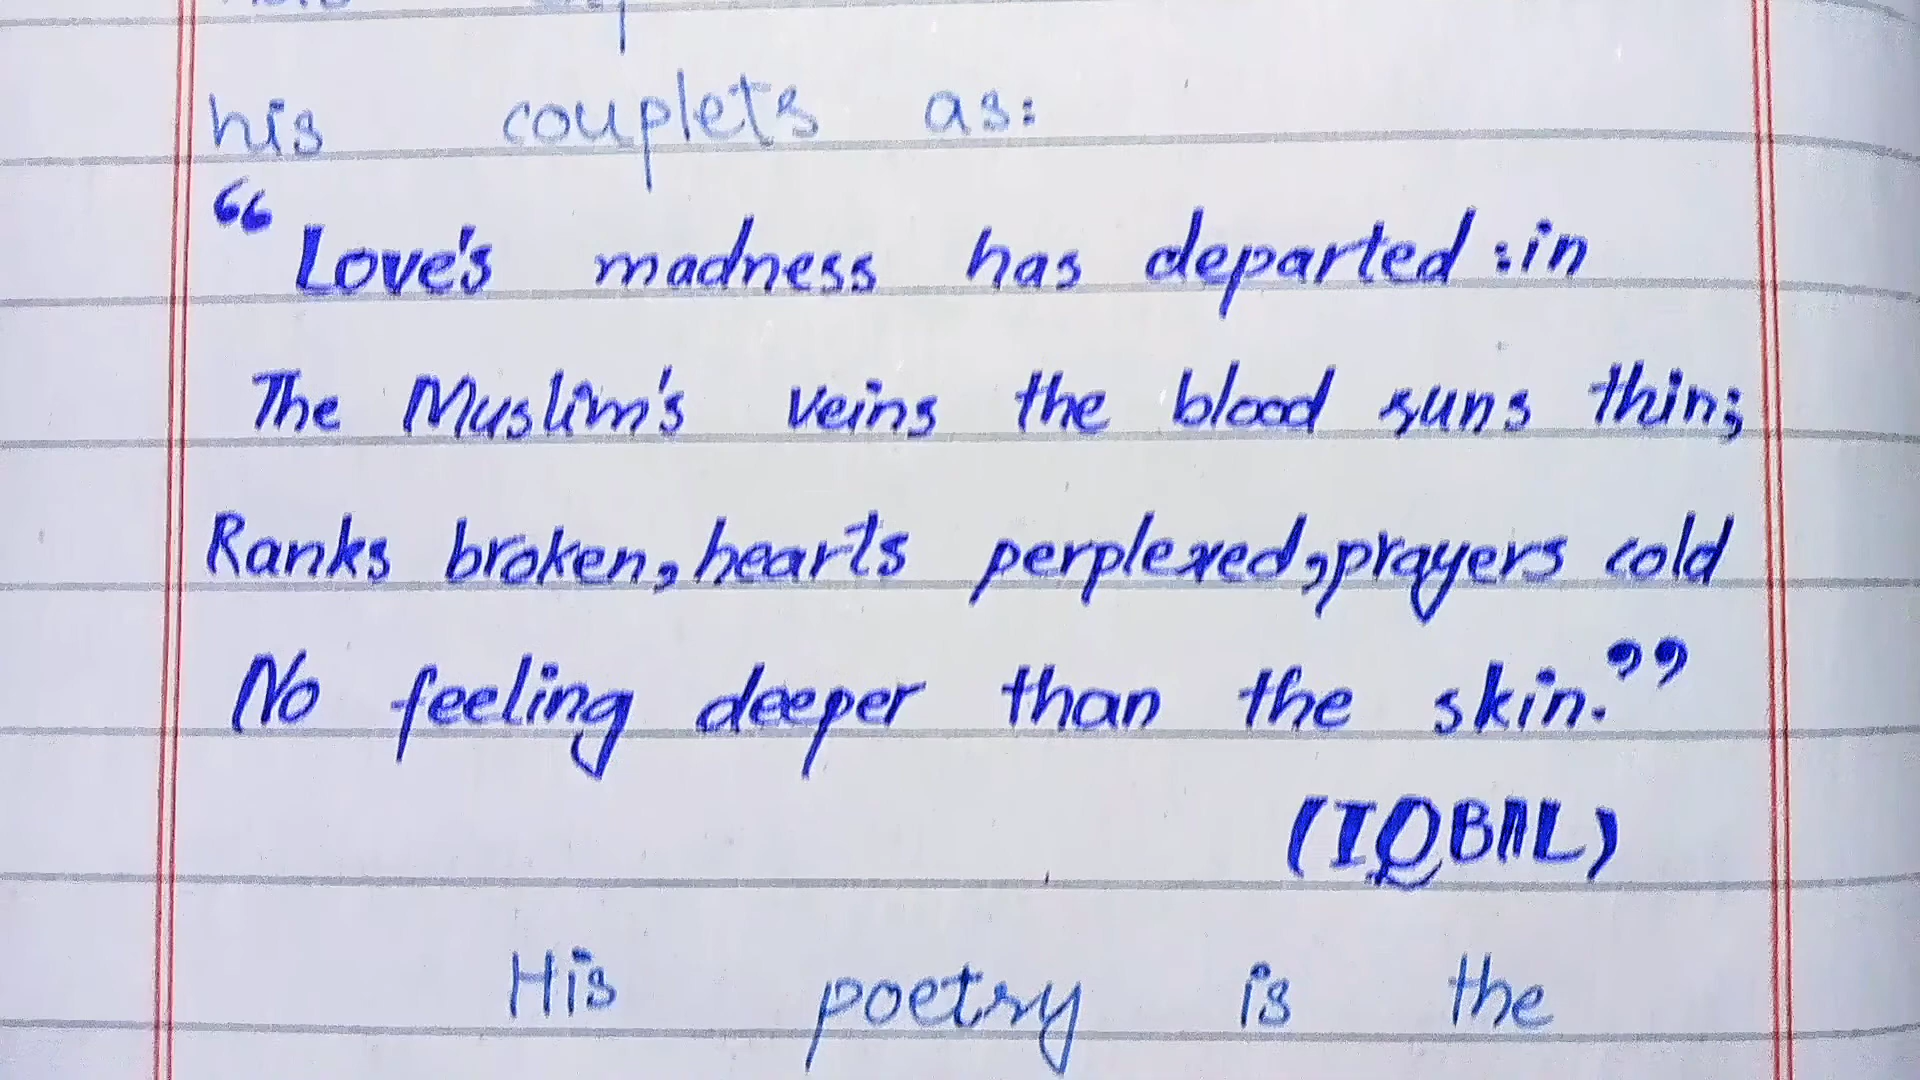 his couplets as:
“Love's madness has departed :in
The Muslim's veins the blood runs thin;
Ranks broken, hearts perplexed, prayers cold
No feeling deeper than the skin.”
(IQBAL)
His poetry is the